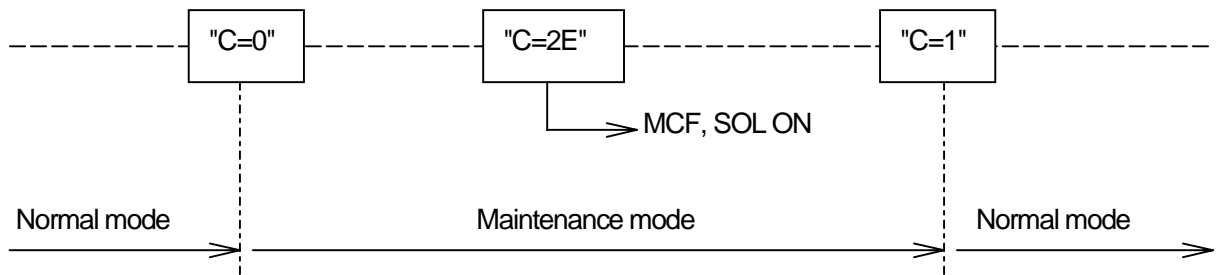 "C=0"
"C=2E"
"C=1"
MCF, SOL ON
Normal mode
Maintenance mode
Normal mode